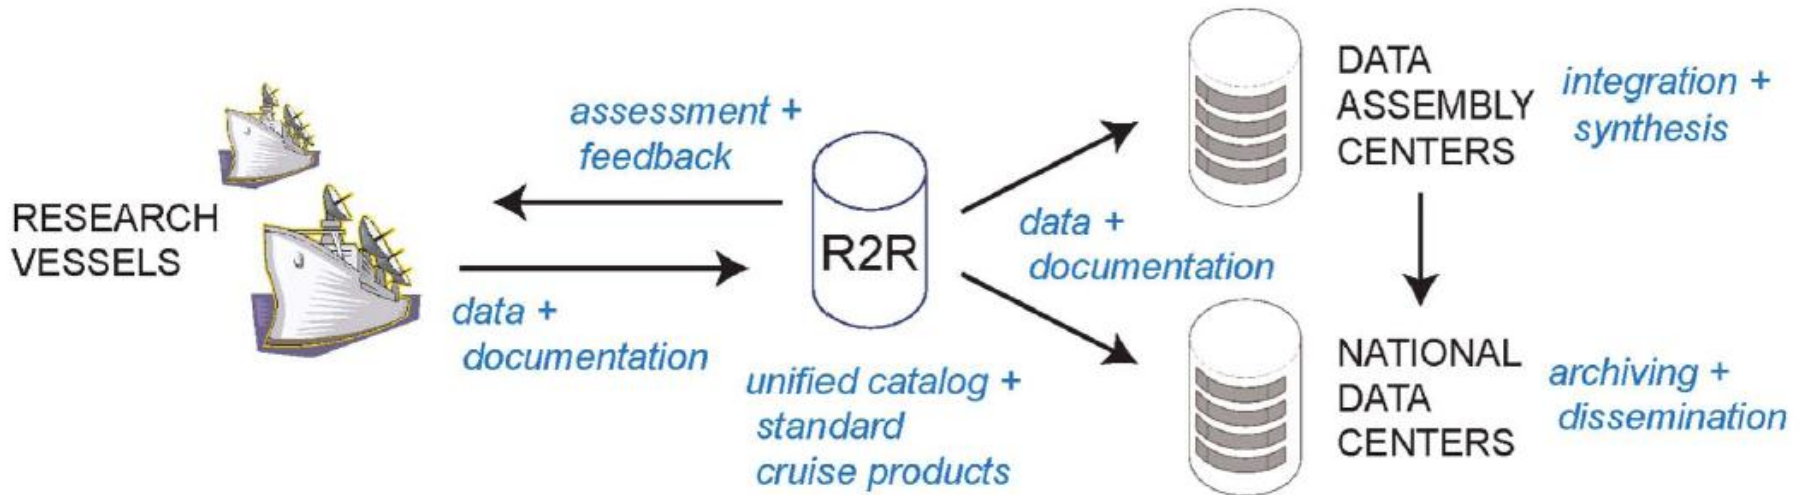 RESEARCH
VESSELS
assessment +
feedback
data +
documentation
R2R
unified catalog +
standard
cruise products
data +
documentation
DATA
ASSEMBLY
CENTERS
integration +
synthesis
NATIONAL
DATA
CENTERS
archiving +
dissemination